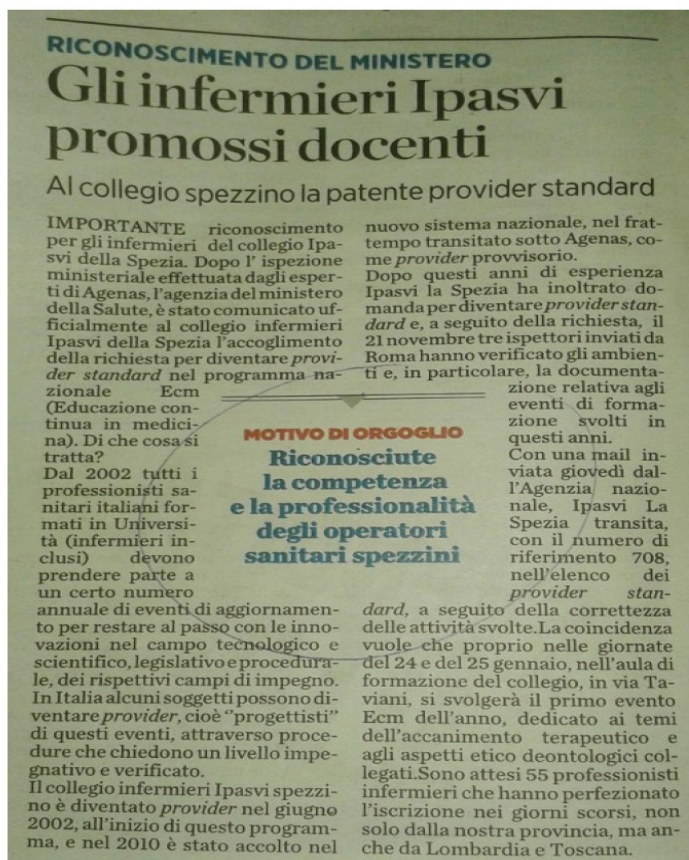 RICONOSCIMENTO DEL MINISTERO
Gli infermieri Ipasvi
promossi docenti
Al collegio spezzino la patente provider standard
IMPORTANTE riconoscimento
per gli infermieri del collegio Ipa-
svi della Spezia. Dopo l' ispezione
ministeriale effettuata dagli esper-
ti di Agenas, l'agenzia del ministero
della Salute, è stato comunicato uf-
ficialmente al collegio infermieri
Ipasvi della Spezia l'accoglimento
della richiesta per diventare provi-
der standard nel programma na-
zionale Ecm
(Educazione con-
tinua in medici-
na). Di che cosa si
tratta?
Dal 2002 tutti i
professionisti sa-
nitari italiani for-
mati in Universi-
tà (infermieri in-
clusi) devono
prendere parte a
un certo numero
annuale di eventi di aggiornamen-
to per restare al passo con le inno-
vazioni nel campo tecnologico e
scientifico, legislativo e procedura-
le, dei rispettivi campi di impegno.
In Italia alcuni soggetti possono di-
ventare provider, cioè "progettisti"
di questi eventi, attraverso proce-
dure che chiedono un livello impe-
gnativo e verificato.
Il collegio infermieri Ipasvi spezzi-
no è diventato provider nel giugno
2002, all'inizio di questo program-
ma, e nel 2010 è stato accolto nel
MOTIVO DI ORGOGLIO
Riconosciute
la competenza
e la professionalità
degli operatori
sanitari spezzini
nuovo sistema nazionale, nel frat-
tempo transitato sotto Agenas, co-
me provider provvisorio.
Dopo questi anni di esperienza
Ipasvi la Spezia ha inoltrato do-
manda per diventare provider stan-
dard e, a seguito della richiesta, il
21 novembre tre ispettori inviati da
Roma hanno verificato gli ambien-
ti e, in particolare, la documenta-
zione relativa agli
eventi di forma-
zione svolti in
questi anni.
Con una mail in-
viata giovedì dal-
l'Agenzia nazio-
nale, Ipasvi La
Spezia transita,
con il numero di
riferimento 708,
nell'elenco dei
provider stan-
dard, a seguito della correttezza
delle attività svolte.La coincidenza
vuole che proprio nelle giornate
del 24 e del 25 gennaio, nell'aula di
formazione del collegio, in via Ta-
viani, si svolgerà il primo evento
Ecm dell'anno, dedicato ai temi
dell'accanimento terapeutico e
agli aspetti etico deontologici col-
legati.Sono attesi 55 professionisti
infermieri che hanno perfezionato
l'iscrizione nei giorni scorsi, non
solo dalla nostra provincia, ma an-
che da Lombardia e Toscana.